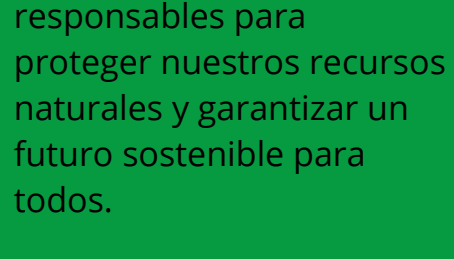 responsables para
proteger nuestros recursos
naturales y garantizar un
futuro sostenible para
todos.